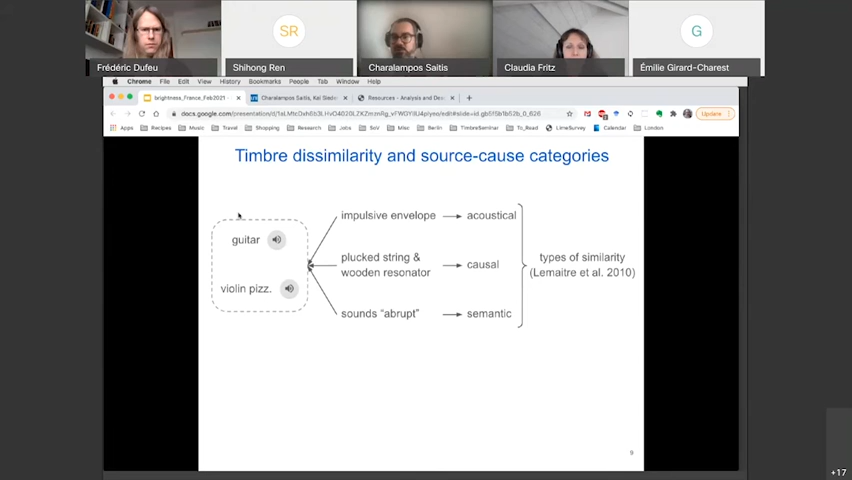 SR
G
Frédéric Dufeu
Shihong Ren
Charalampos Saitis
Claudia Fritz
Émilie Girard-Charest
Chrome File Edit View History Bookmarks People Tab Window Help
brightness_France_Feb2021
Charalampos Saitis, Kai Siede
Resources - Analysis and De
Update
Apps Recipes Music Travel Shopping Research Jobs SoV Misc Berlin TimbreSeminar To_Read LimeSurvey Calendar London
Timbre dissimilarity and source-cause categories
impulsive envelope acoustical
guitar
plucked string & wooden resonator causal
types of similarity
(Lemaitre et al. 2010)
violin pizz.
sounds "abrupt" semantic
9
+17